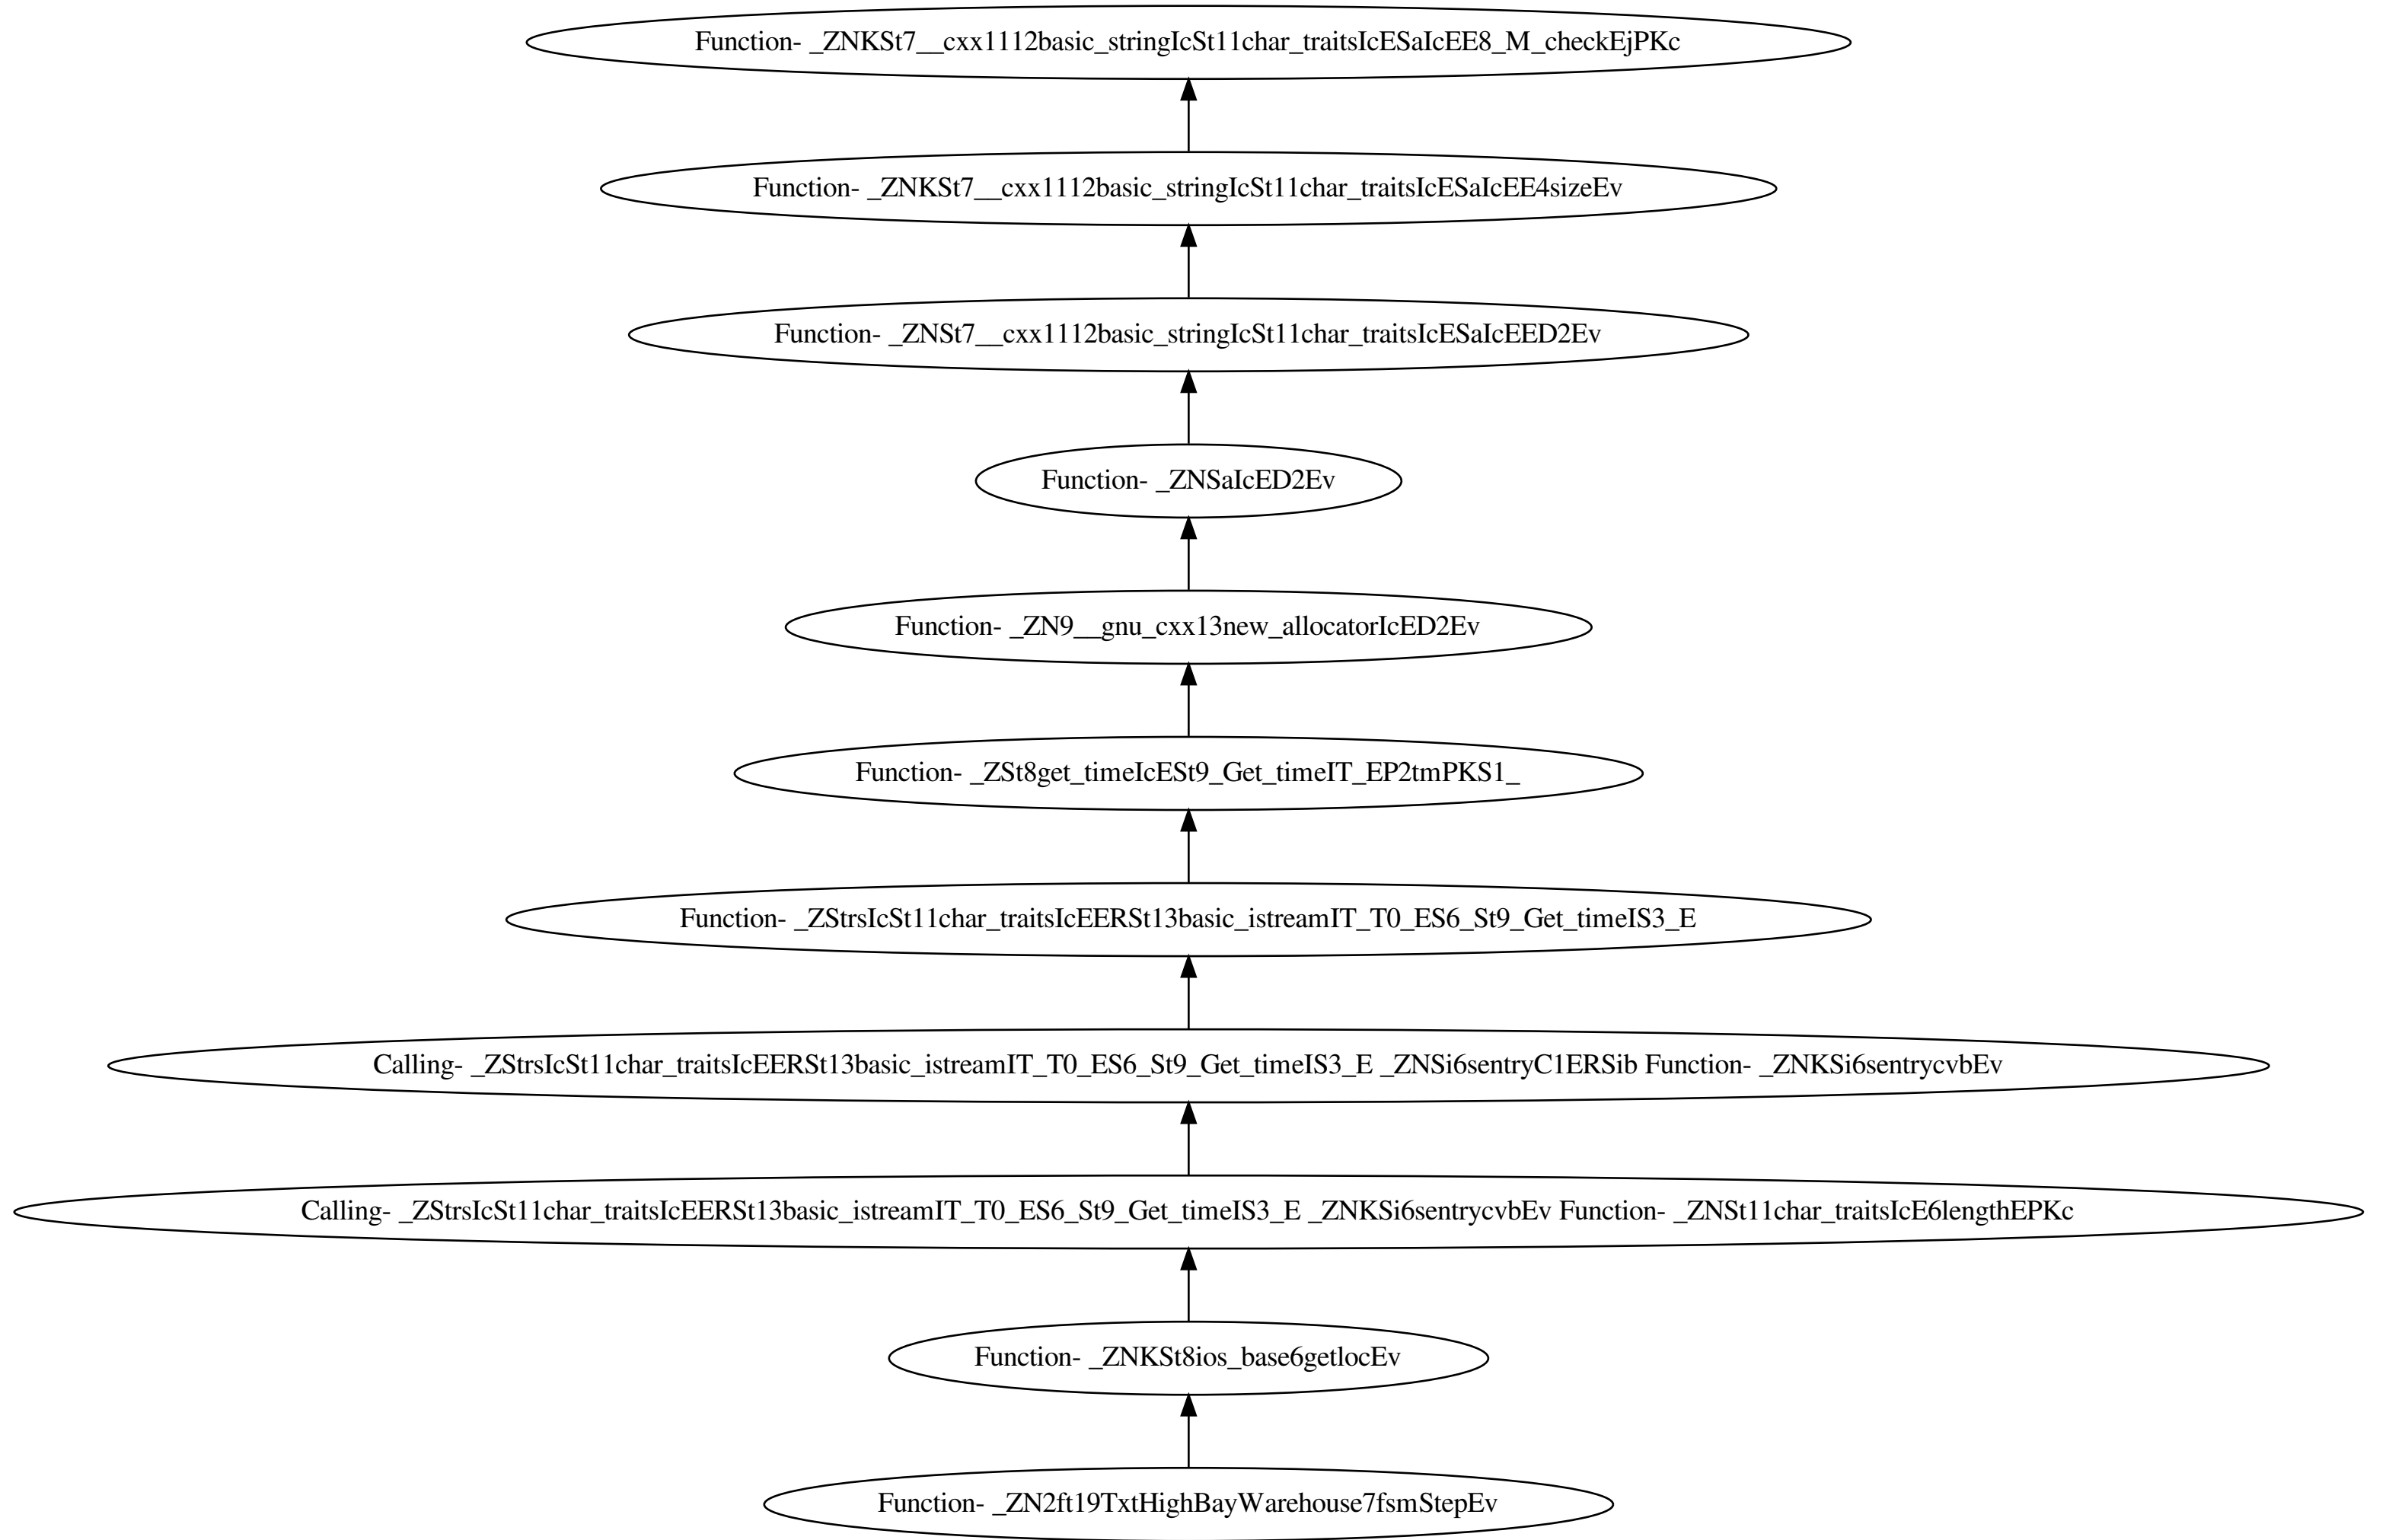 Function- _ZNKSt7__cxx1112basic_stringIcSt11char_traitsIcESaIcEE8_M_checkEjPKc
Function- _ZNKSt7__cxx1112basic_stringIcSt11char_traitsIcESaIcEE4sizeEv
Function- _ZNSt7__cxx1112basic_stringIcSt11char_traitsIcESaIcEED2Ev
Function- _ZNSaIcED2Ev
Function- _ZN9__gnu_cxx13new_allocatorIcED2Ev
Function- _ZSt8get_timeIcESt9_Get_timeIT_EP2tmPKS1_
Function- _ZStrsIcSt11char_traitsIcEERSt13basic_istreamIT_T0_ES6_St9_Get_timeIS3_E
Calling- _ZStrsIcSt11char_traitsIcEERSt13basic_istreamIT_T0_ES6_St9_Get_timeIS3_E _ZNSi6sentryC1ERSib Function- _ZNKSi6sentrycvbEv
Calling- _ZStrsIcSt11char_traitsIcEERSt13basic_istreamIT_T0_ES6_St9_Get_timeIS3_E _ZNKSi6sentrycvbEv Function- _ZNSt11char_traitsIcE6lengthEPKc
Function- _ZNKSt8ios_base6getlocEv
Function- _ZN2ft19TxtHighBayWarehouse7fsmStepEv